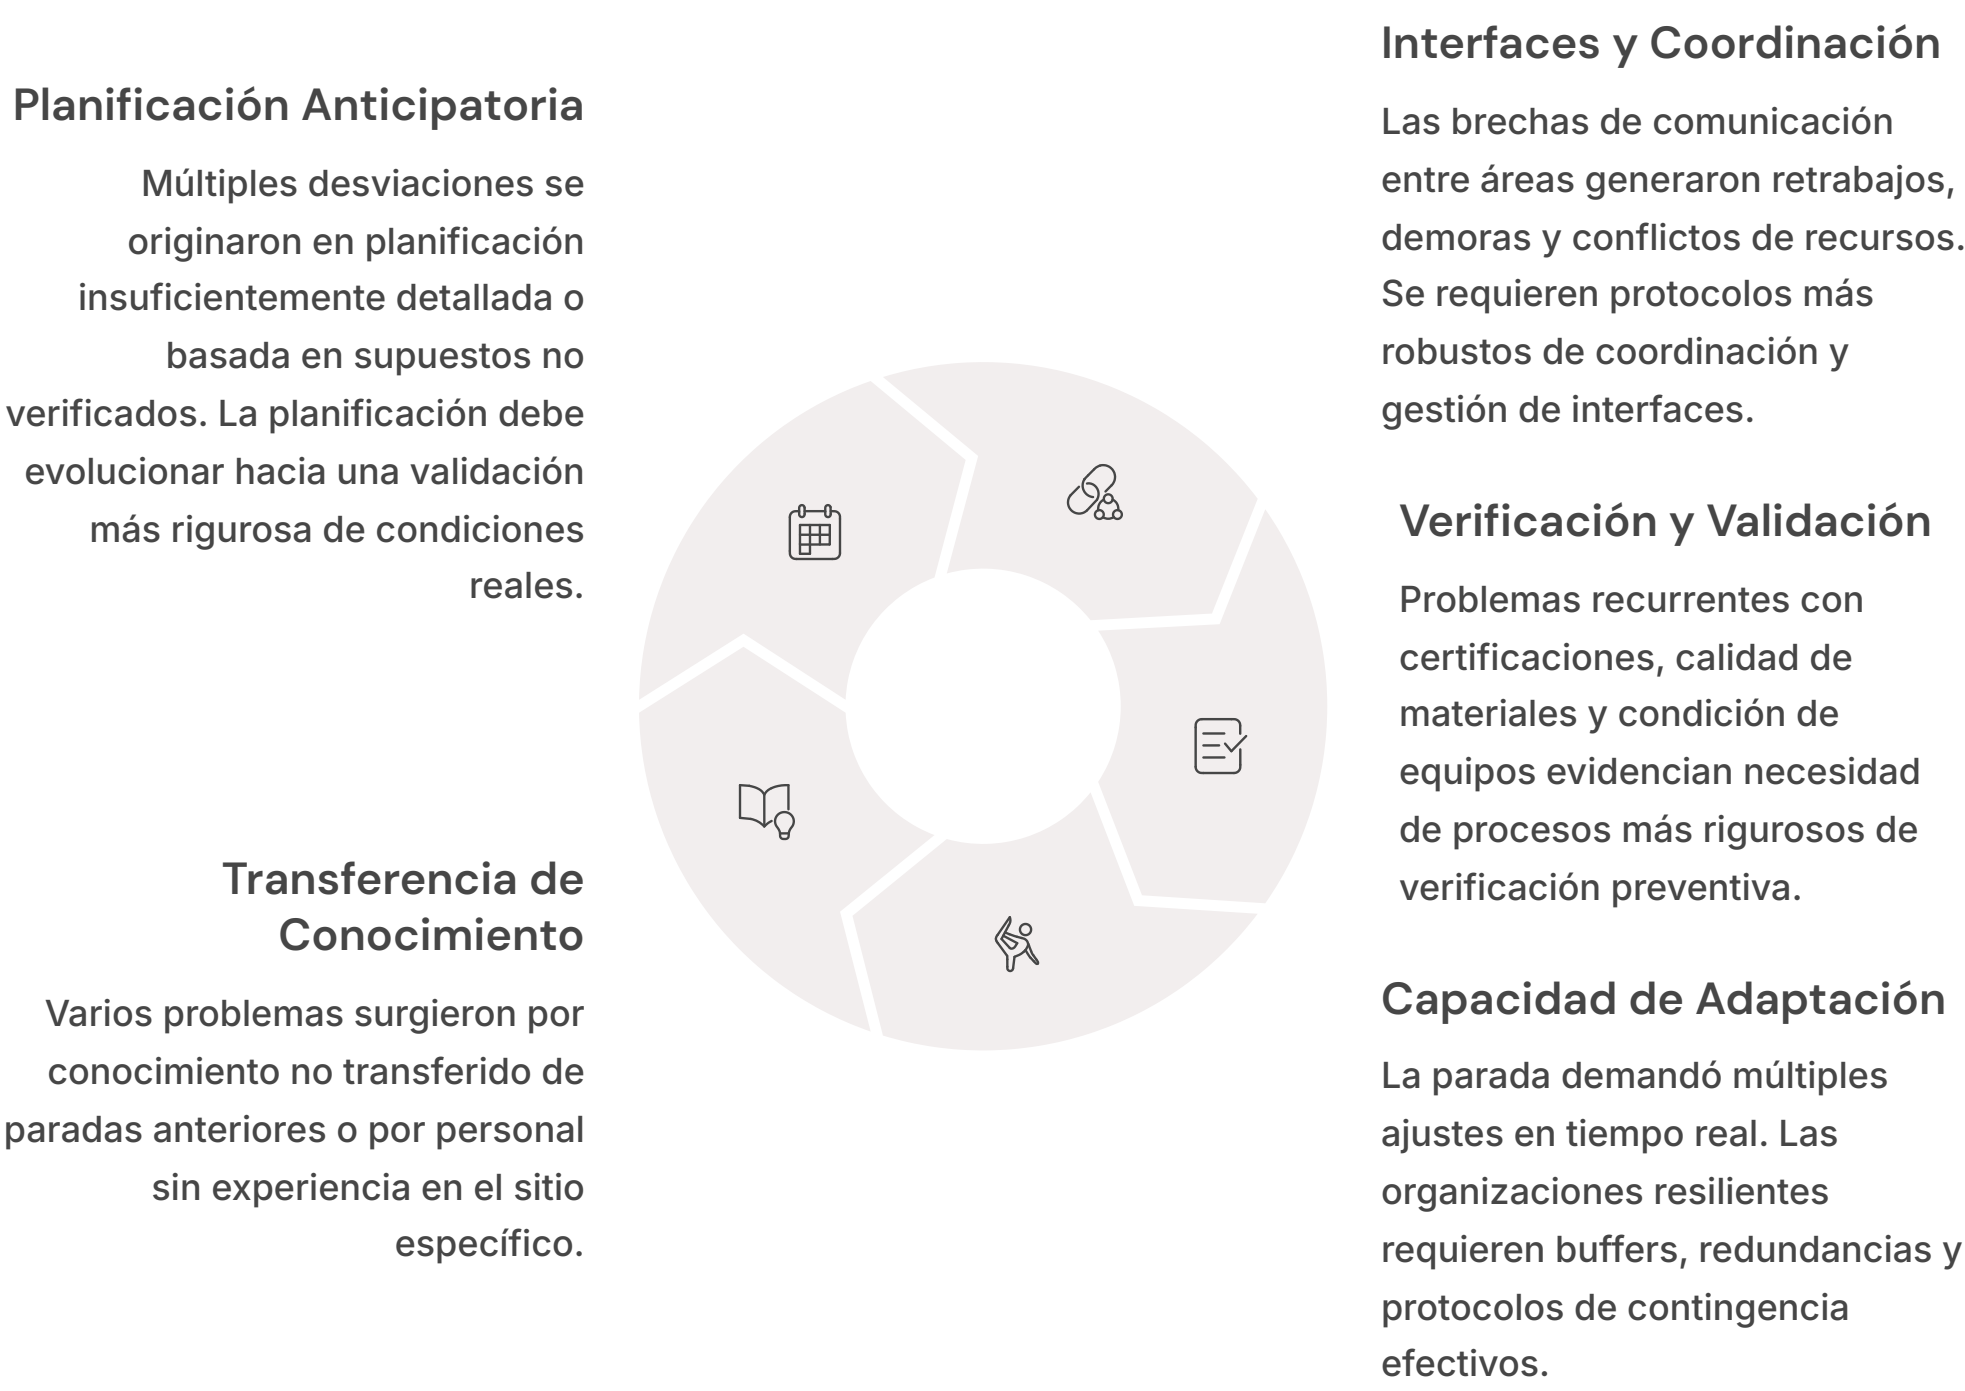 Planificación Anticipatoria
Múltiples desviaciones se
originaron en planificación
insuficientemente detallada o
basada en supuestos no
verificados. La planificación debe
evolucionar hacia una validación
más rigurosa de condiciones
reales.
Interfaces y Coordinación
Las brechas de comunicación
entre áreas generaron retrabajos,
demoras y conflictos de recursos.
Se requieren protocolos más
robustos de coordinación y
gestión de interfaces.
Verificación y Validación
Problemas recurrentes con
certificaciones, calidad de
materiales y condición de
equipos evidencian necesidad
de procesos más rigurosos de
verificación preventiva.
Capacidad de Adaptación
La parada demandó múltiples
ajustes en tiempo real. Las
organizaciones resilientes
requieren buffers, redundancias y
protocolos de contingencia
efectivos.
Transferencia de
Conocimiento
Varios problemas surgieron por
conocimiento no transferido de
paradas anteriores o por personal
sin experiencia en el sitio
específico.